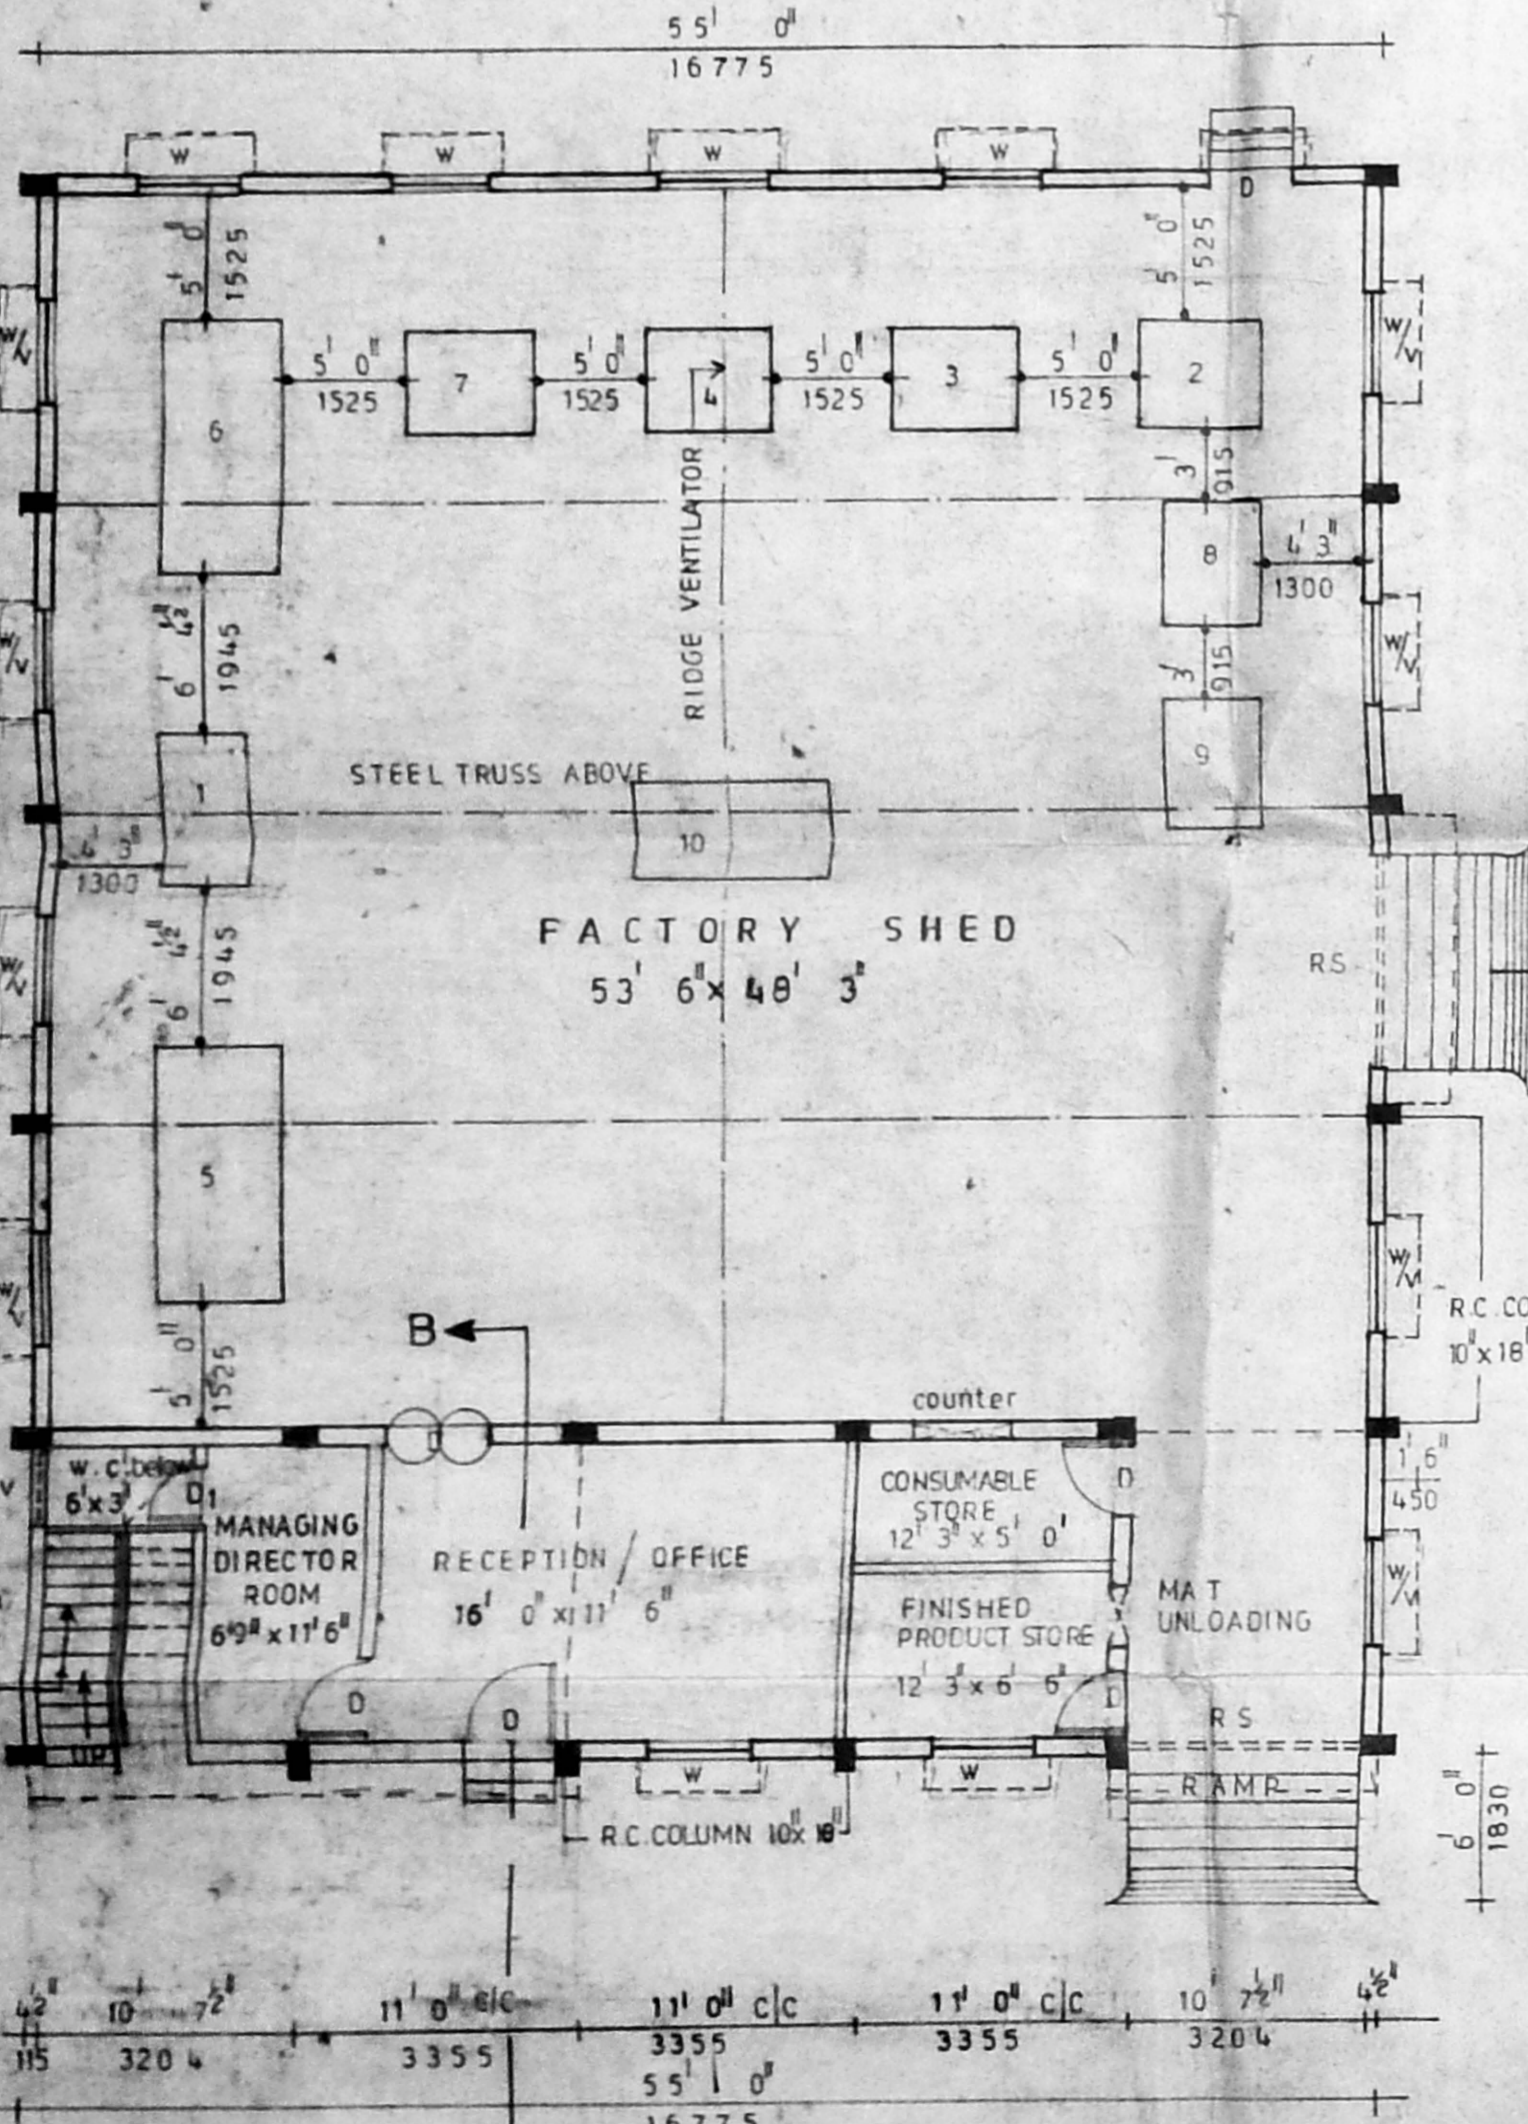 55' 0"
16775
W
W
W
W
D
5' 0"
1525
5' 0"
1525
W/V
W/V
6
5' 0"
1525
7
5' 0"
1525
4
5' 0"
1525
3
5' 0"
1525
2
3'
915
8
4' 3"
1300
RIDGE VENTILATOR
6' 4½"
1945
W/V
W/V
3'
915
9
STEEL TRUSS ABOVE
1
10
4' 3"
1300
FACTORY SHED
53' 6" x 48' 3"
6' 4½"
1945
W/V
RS
5
W/V
W/V
R.C.CO
10" x 18"
B
5' 0"
1525
counter
W.C below
6' x 3'
D1
MANAGING
DIRECTOR
ROOM
6'9" x 11'6"
RECEPTION / OFFICE
16' 0" x 11' 6"
CONSUMABLE
STORE
12' 3" x 5' 0'
D
1' 6"
450
FINISHED
PRODUCT STORE
12' 3 x 6' 6"
MAT
UNLOADING
W/V
D
D
D
UP
RS
W
W
RAMP
R.C.COLUMN 10" x 18"
6' 0"
1830
4½"
115
10' 7½"
3204
11' 0" C/C
3355
11' 0" C/C
3355
11' 0" C/C
3355
10' 7½"
3204
4½"
55' 0"
16775